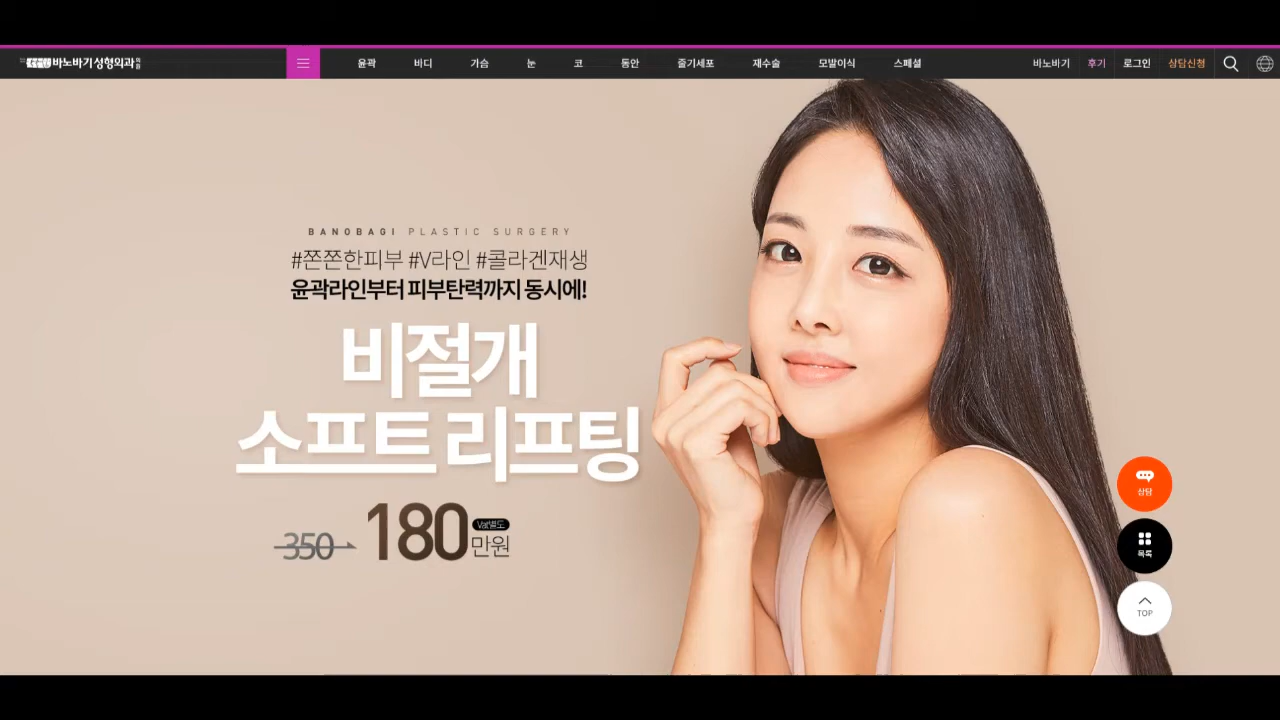 바노바기성형외과의원
윤곽 바디 가슴 눈 코 동안 줄기세포 재수술 모발이식 스페셜
바노바기 후기 로그인 상담신청
BANOBAGI PLASTIC SURGERY
#쫀쫀한피부 #V라인 #콜라겐재생
윤곽라인부터 피부탄력까지 동시에!
비절개
소프트 리프팅
350 180 Vat별도 만원
상담
목록
TOP